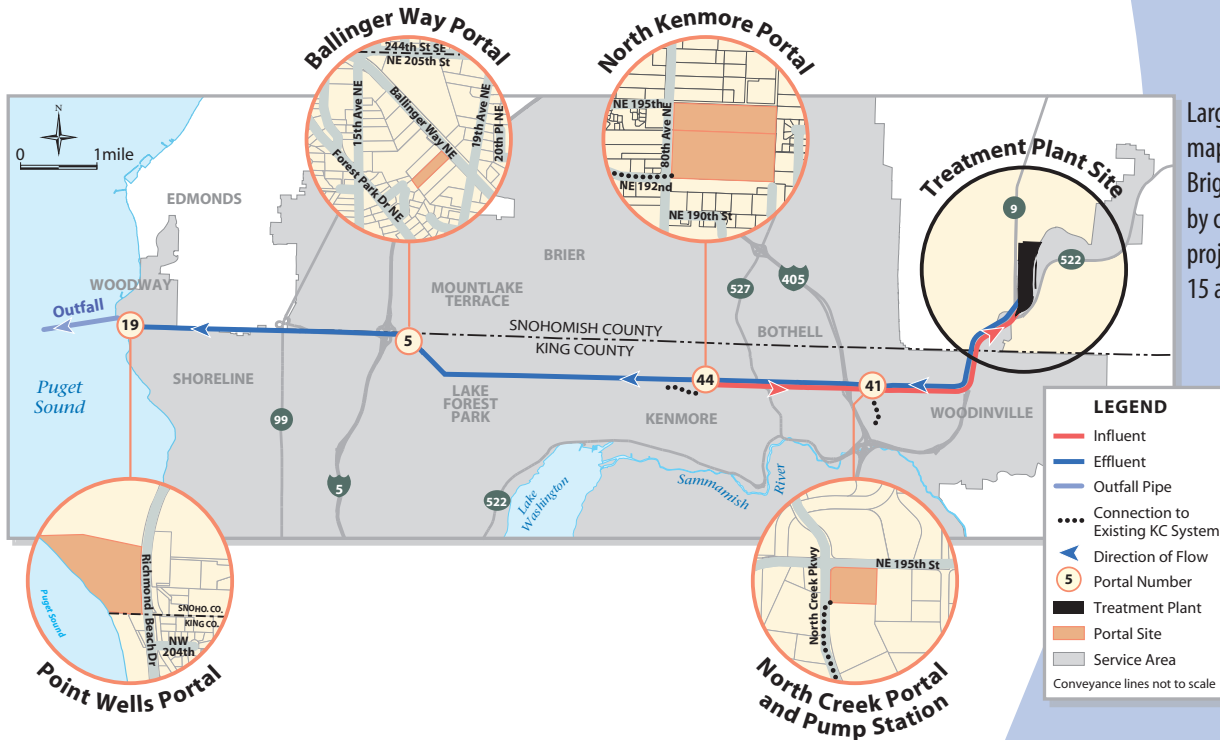 Ballinger Way Portal
244th St SE
NE 205th St
15th Ave NE
Ballinger Way NE
19th Ave NE
20th Pl NE
Forest Park Dr NE
North Kenmore Portal
NE 195th
80th Ave NE
NE 192nd
NE 190th St
Treatment Plant Site
9
522
N
0 1mile
EDMONDS
WOODWAY
Outfall
19
Puget
Sound
SHORELINE
99
5
BRIER
MOUNTLAKE
TERRACE
5
SNOHOMISH COUNTY
KING COUNTY
LAKE
FOREST
PARK
44
KENMORE
527
405
BOTHELL
41
WOODINVILLE
522
Lake
Washington
Sammamish
River
Richmond Beach Dr
Puget Sound
SNOHO. CO.
KING CO.
NW
204th
Point Wells Portal
North Creek Pkwy
NE 195th St
North Creek Portal
and Pump Station
LEGEND
Influent
Effluent
Outfall Pipe
Connection to
Existing KC System
Direction of Flow
5 Portal Number
Treatment Plant
Portal Site
Service Area
Conveyance lines not to scale
map
by
15